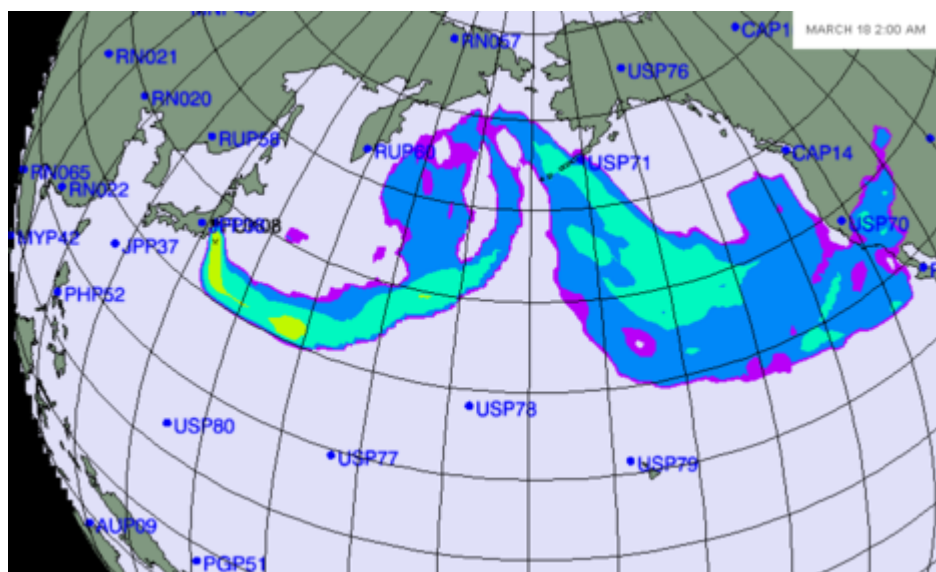 MARCH 18 2:00 AM
CAP1
RN057
RN021
USP76
RN020
RUP58
RUP60
CAP14
USP71
RN065
RN022
USP70
MYP42
JPP37
PHP52
USP78
USP80
USP77
USP79
AUP09
PGP51